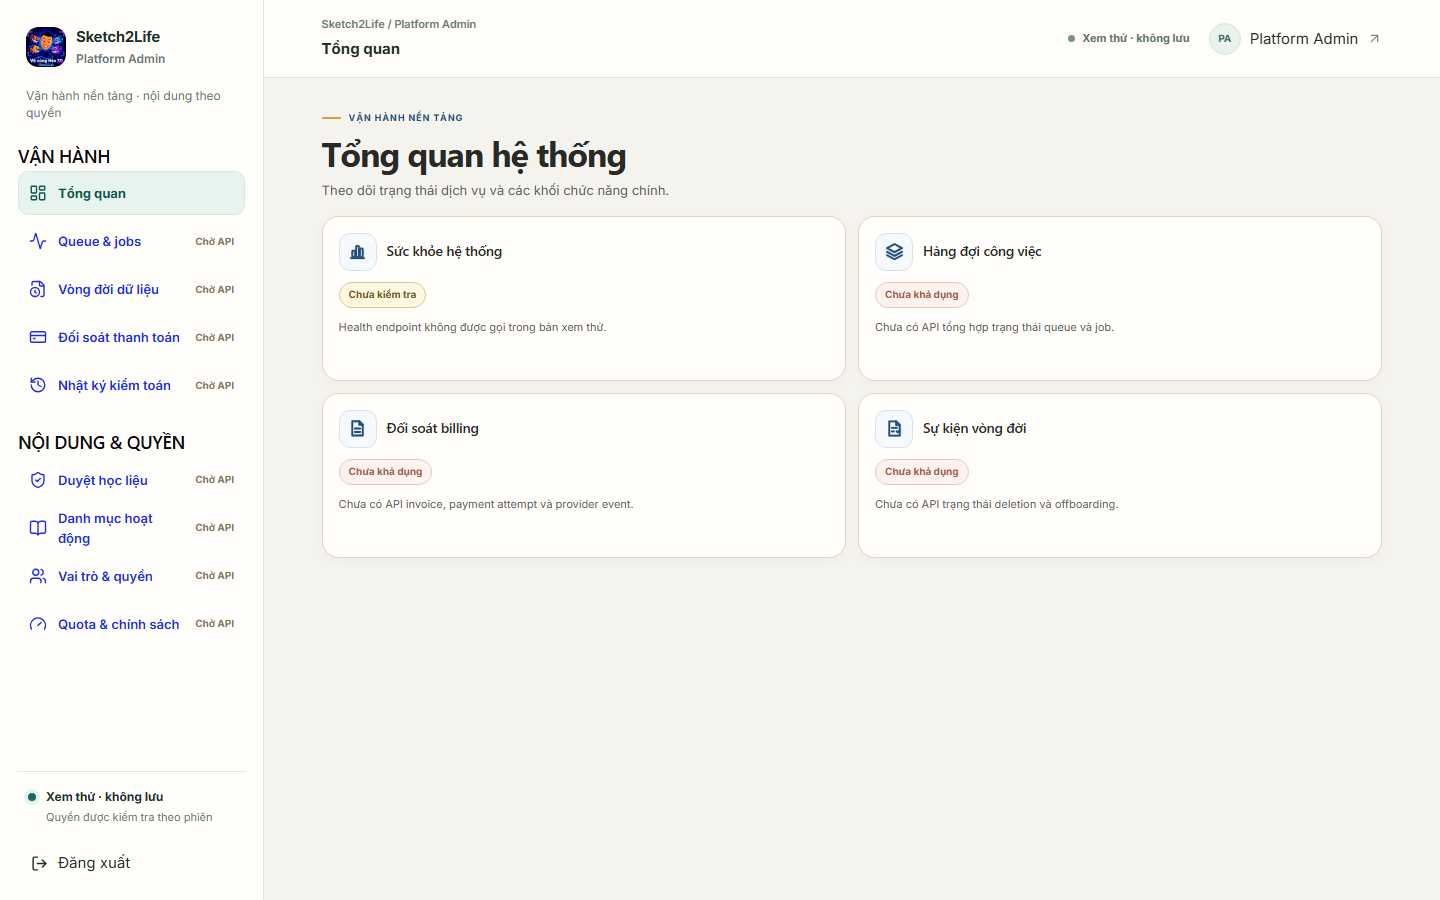 Sketch2Life
Platform Admin
Vận hành nền tảng · nội dung theo
quyền
VẬN HÀNH
Tổng quan
Queue & jobs
Chờ API
Vòng đời dữ liệu
Chờ API
Đối soát thanh toán
Chờ API
Nhật ký kiểm toán
Chờ API
NỘI DUNG & QUYỀN
Duyệt học liệu
Chờ API
Danh mục hoạt
động
Chờ API
Vai trò & quyền
Chờ API
Quota & chính sách
Chờ API
Xem thử · không lưu
Quyền được kiểm tra theo phiên
Đăng xuất
Sketch2Life / Platform Admin
Tổng quan
Xem thử · không lưu
PA
Platform Admin
VẬN HÀNH NỀN TẢNG
Tổng quan hệ thống
Theo dõi trạng thái dịch vụ và các khối chức năng chính.
Sức khỏe hệ thống
Chưa kiểm tra
Health endpoint không được gọi trong bản xem thử.
Hàng đợi công việc
Chưa khả dụng
Chưa có API tổng hợp trạng thái queue và job.
Đối soát billing
Chưa khả dụng
Chưa có API invoice, payment attempt và provider event.
Sự kiện vòng đời
Chưa khả dụng
Chưa có API trạng thái deletion và offboarding.